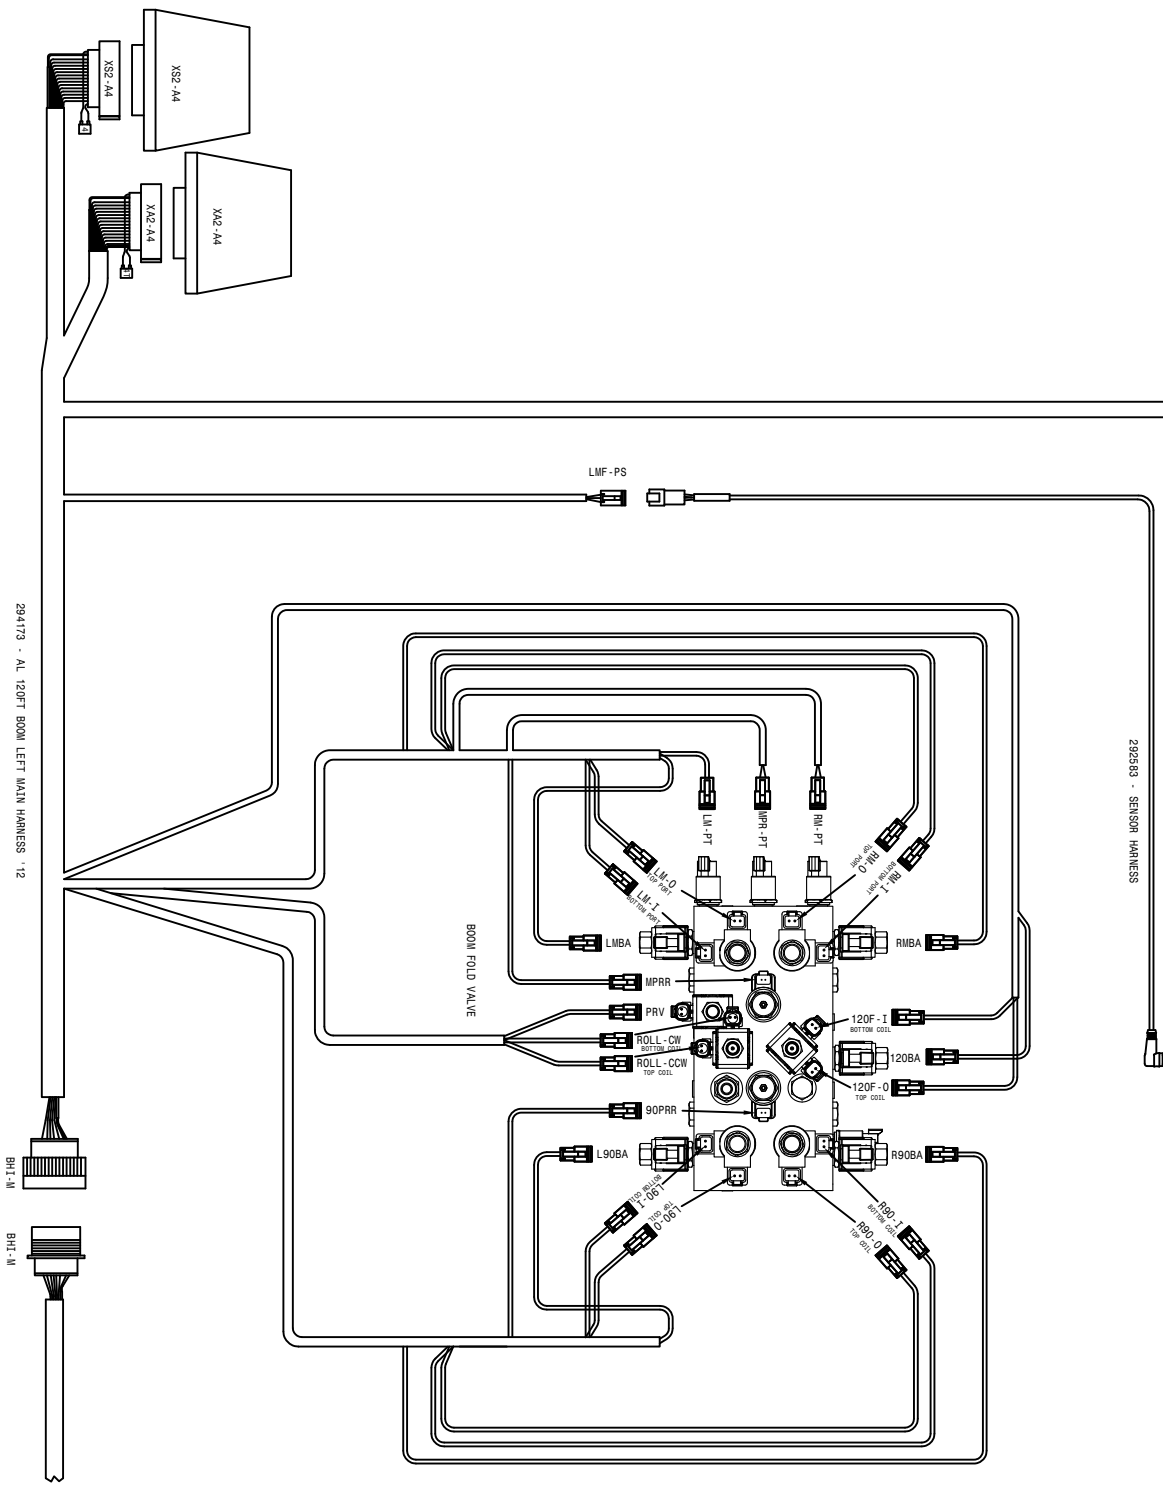 XS2-A4
XS2-A4
4
XA2-A4
XA2-A4
LMF-PS
294173 - AL 120FT BOOM LEFT MAIN HARNESS '12
292583 - SENSOR HARNESS
LM-PT
MPR-PT
RM-PT
RM-O
TOP PORT
RM-I
BOTTOM PORT
LM-O
TOP PORT
LM-I
BOTTOM PORT
LMBA
RMBA
BOOM FOLD VALVE
MPRR
PRV
ROLL-CW
BOTTOM COIL
ROLL-CCW
TOP COIL
120F-I
BOTTOM COIL
120BA
120F-O
TOP COIL
90PRR
L90BA
R90BA
L90-I
BOTTOM COIL
L90-O
TOP COIL
R90-I
BOTTOM COIL
R90-O
TOP COIL
BHI-M
BHI-M